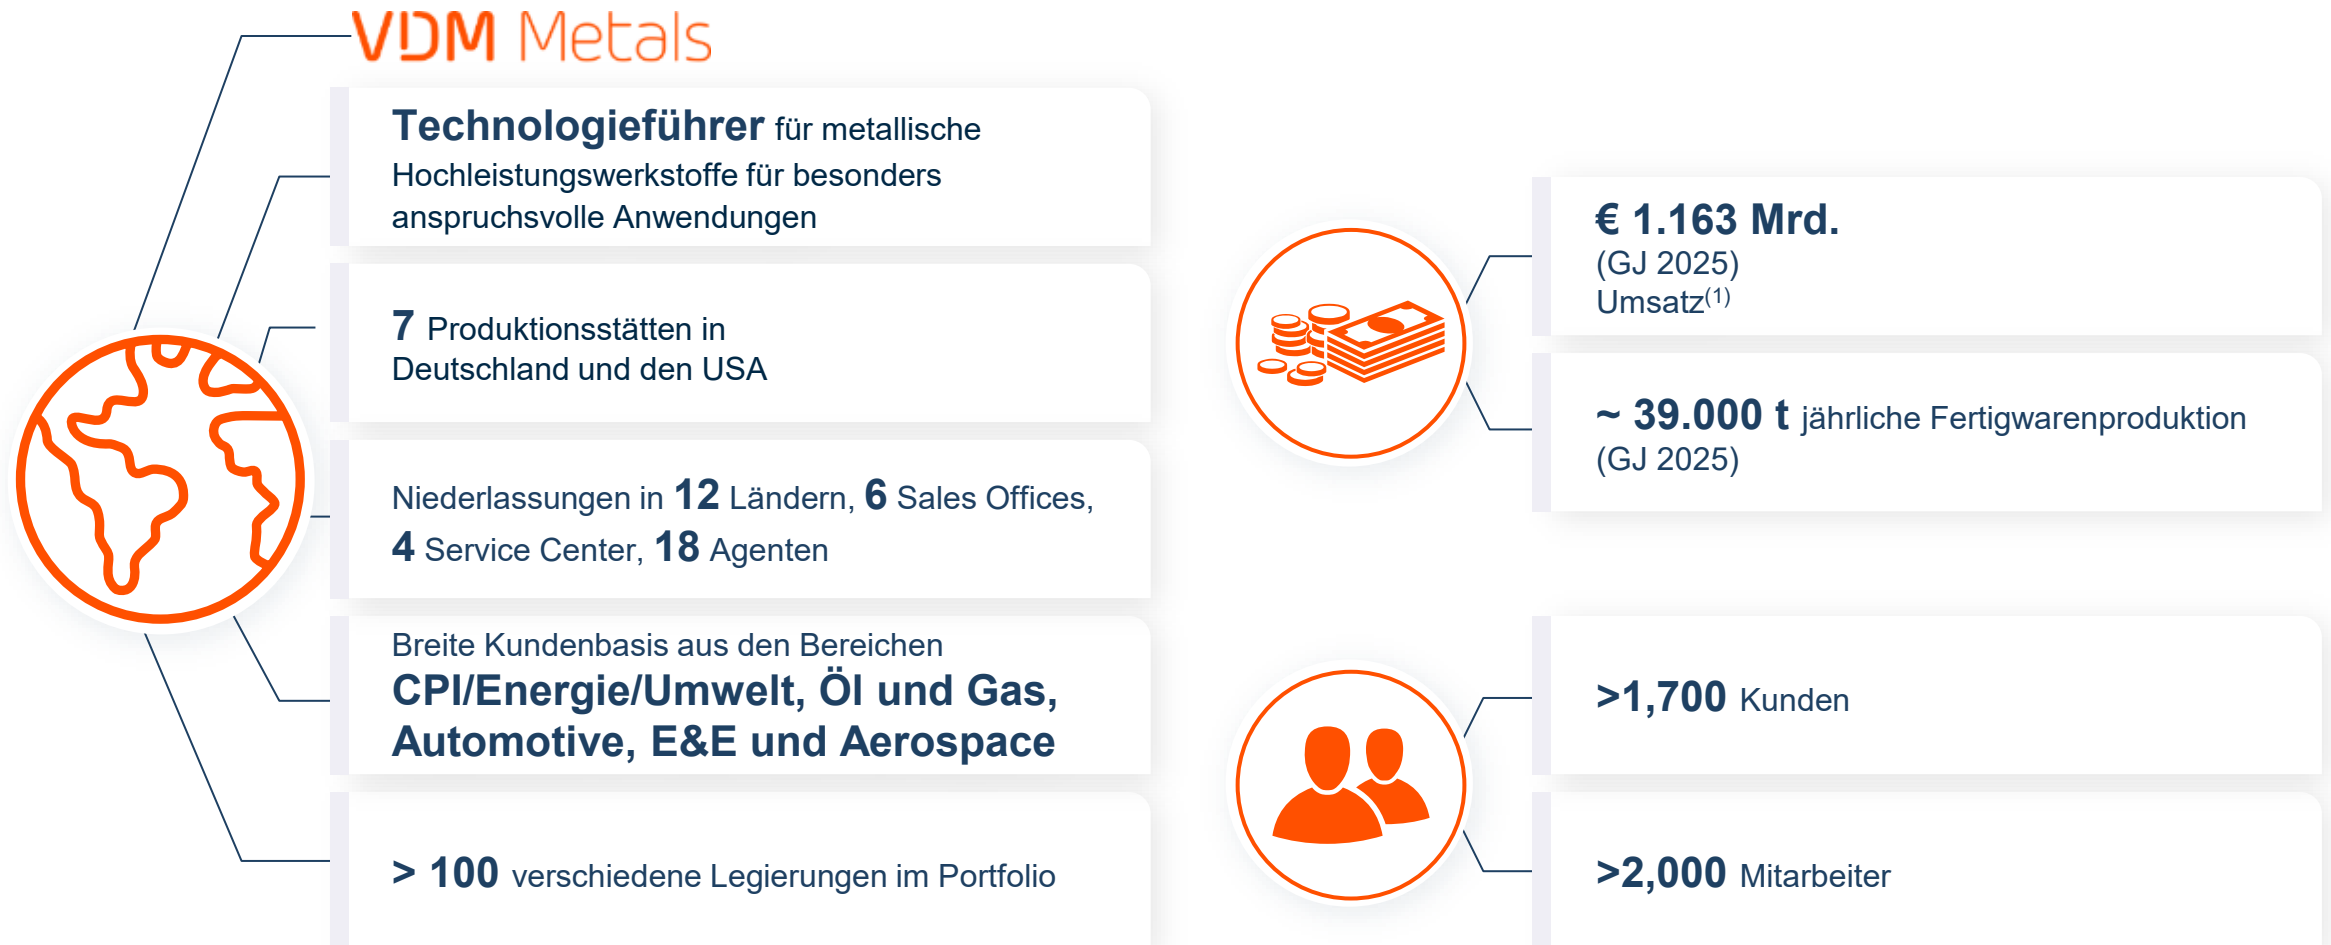 VDM Metals
Technologieführer für metallische
Hochleistungswerkstoffe für besonders
anspruchsvolle Anwendungen
7 Produktionsstätten in
Deutschland und den USA
Niederlassungen in 12 Ländern, 6 Sales Offices,
4 Service Center, 18 Agenten
Breite Kundenbasis aus den Bereichen
CPI/Energie/Umwelt, Öl und Gas,
Automotive, E&E und Aerospace
> 100 verschiedene Legierungen im Portfolio
€ 1.163 Mrd.
(GJ 2025)
Umsatz(1)
~ 39.000 t jährliche Fertigwarenproduktion
(GJ 2025)
>1,700 Kunden
>2,000 Mitarbeiter